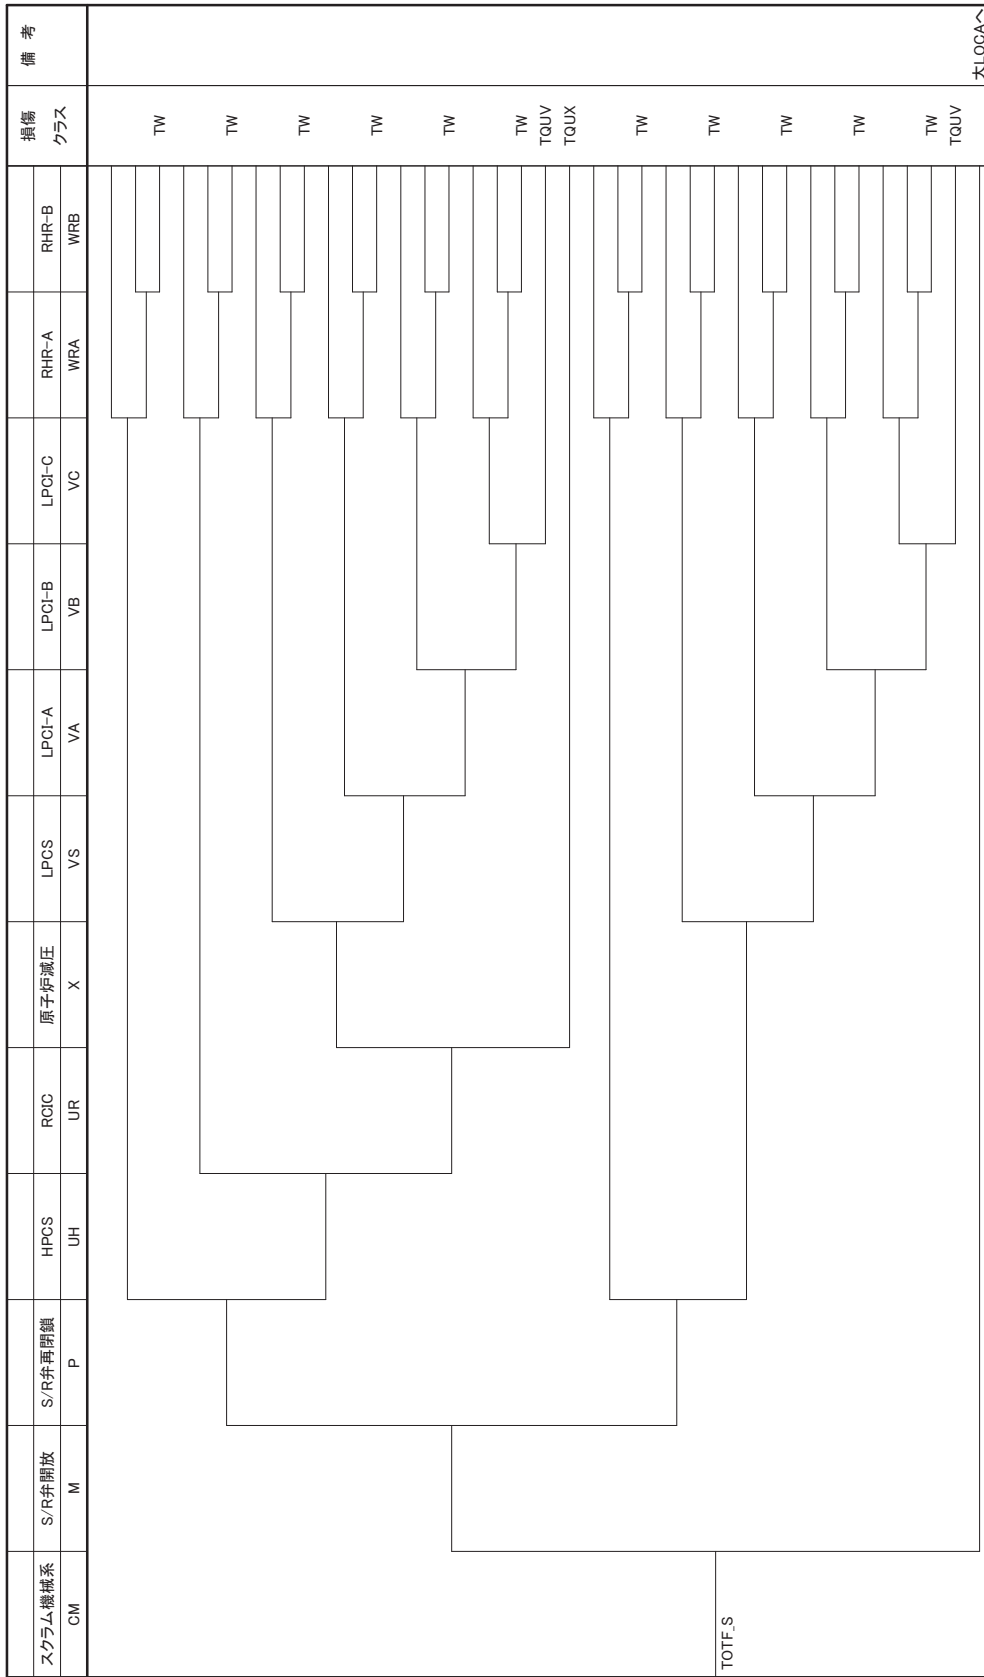 スクラム機械系
S/R弁開放
S/R弁再閉鎖
HPCS
RCIC
原子炉減圧
LPCS
LPCI-A
LPCI-B
LPCI-C
RHR-A
RHR-B
損傷
クラス
備 考
CM
M
P
UH
UR
X
VS
VA
VB
VC
WRA
WRB
TW
TW
TW
TW
TW
TW
TQUV
TQUX
TW
TW
TW
TW
TW
TQUV
TOTF_S
大LOCAへ